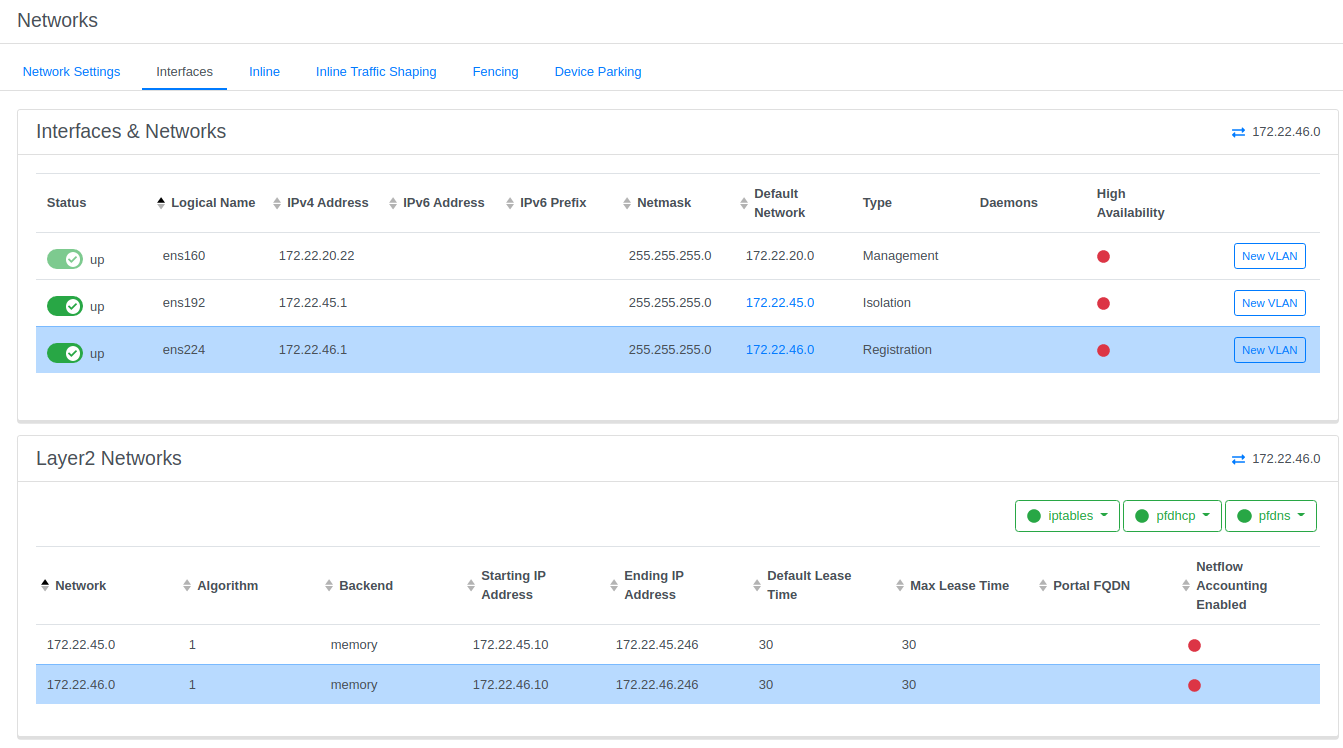 Networks
Network Settings Interfaces Inline Inline Traffic Shaping Fencing Device Parking
Interfaces & Networks 172.22.46.0
Status Logical Name IPv4 Address IPv6 Address IPv6 Prefix Netmask Default Network Type Daemons High Availability
up ens160 172.22.20.22 255.255.255.0 172.22.20.0 Management New VLAN
up ens192 172.22.45.1 255.255.255.0 172.22.45.0 Isolation New VLAN
up ens224 172.22.46.1 255.255.255.0 172.22.46.0 Registration New VLAN
Layer2 Networks 172.22.46.0
iptables pfdhcp pfdns
Network Algorithm Backend Starting IP Address Ending IP Address Default Lease Time Max Lease Time Portal FQDN Netflow Accounting Enabled
172.22.45.0 1 memory 172.22.45.10 172.22.45.246 30 30
172.22.46.0 1 memory 172.22.46.10 172.22.46.246 30 30